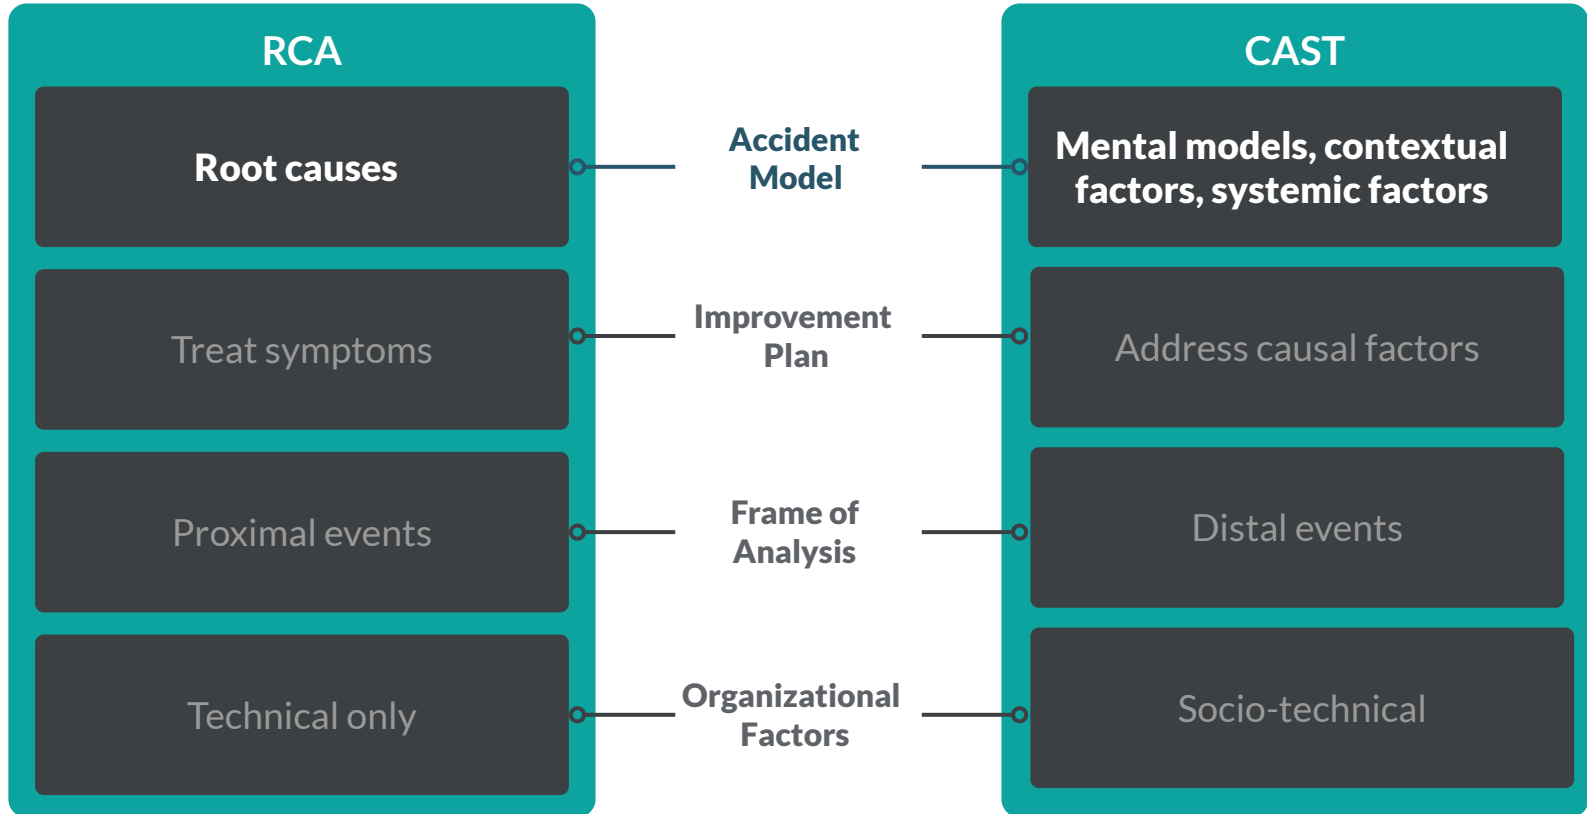 RCA
CAST
Root causes
Accident
Model
Mental models, contextual
factors, systemic factors
Treat symptoms
Improvement
Plan
Address causal factors
Proximal events
Frame of
Analysis
Distal events
Technical only
Organizational
Factors
Socio-technical